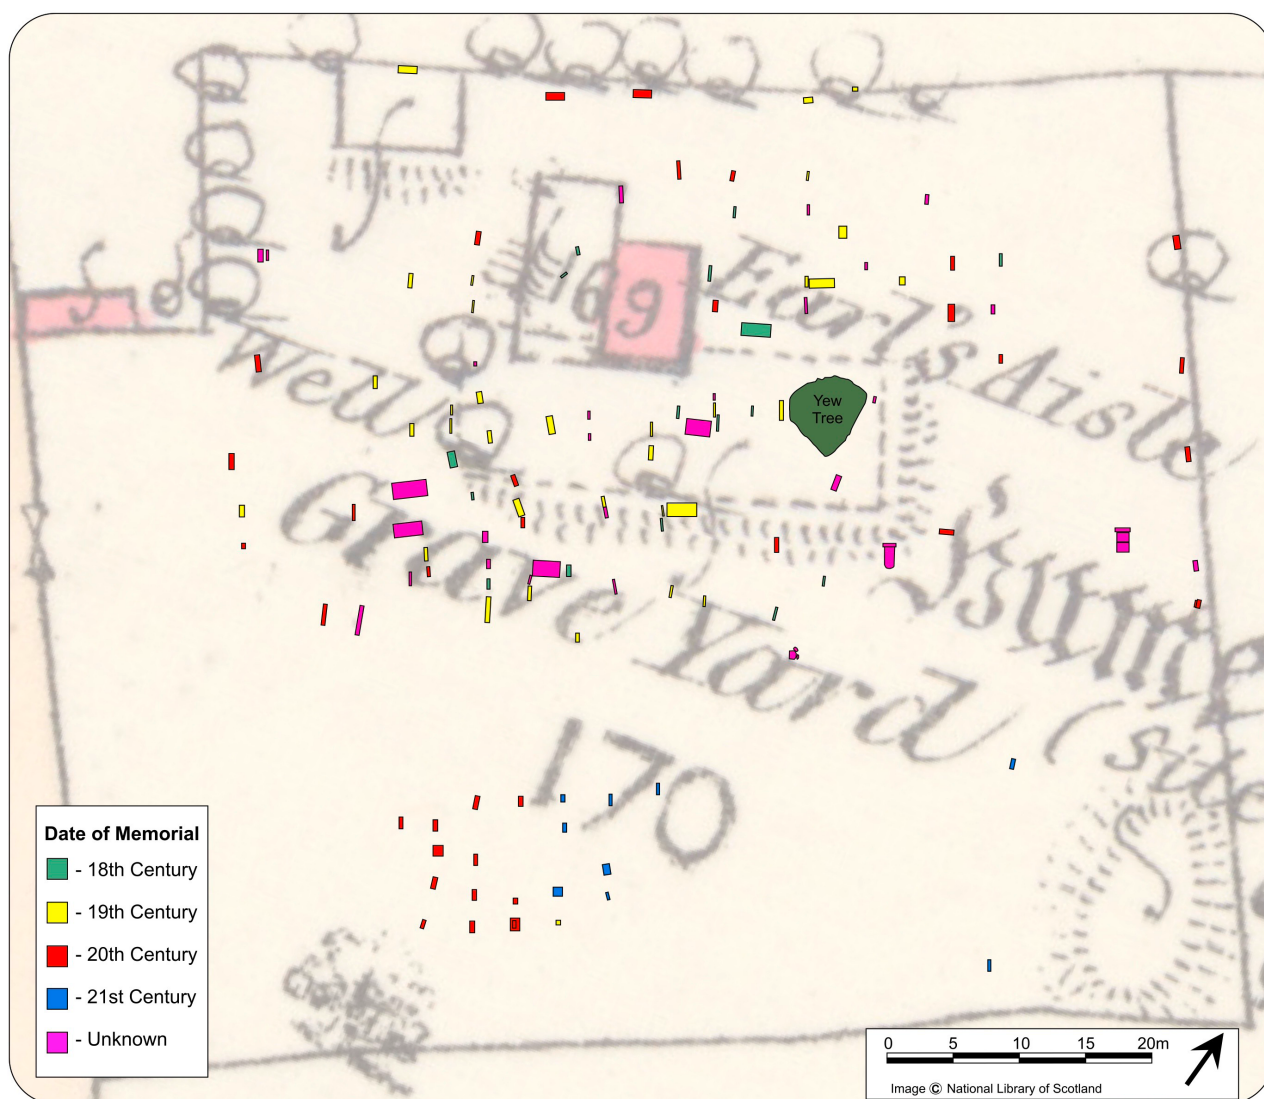 169
Earl's Aisle
Well
Yew
Tree
Grave Yard
170
(site
Date of Memorial
- 18th Century
- 19th Century
- 20th Century
- 21st Century
- Unknown
0 5 10 15 20m
Image © National Library of Scotland